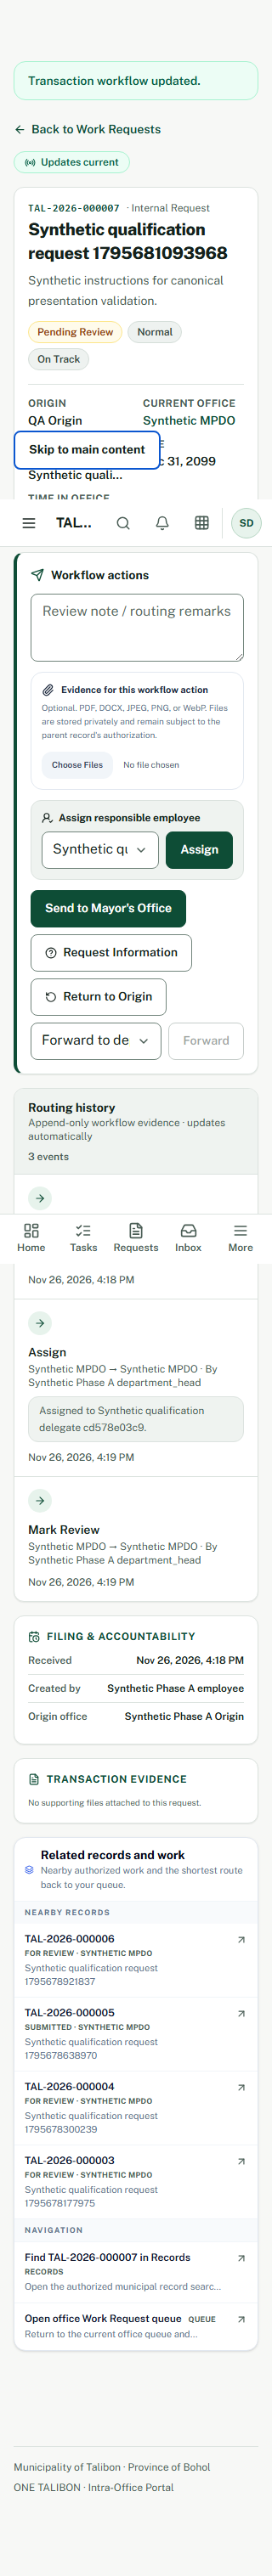 Transaction workflow updated.
Back to Work Requests
Updates current
TAL-2026-000007 · Internal Request
Synthetic qualification
request 1795681093968
Synthetic instructions for canonical
presentation validation.
Pending Review
Normal
On Track
ORIGIN
CURRENT OFFICE
QA Origin
Synthetic MPDO
Skip to main content
31, 2099
Synthetic quali...
TIME IN OFFICE
TAL...
SD
Workflow actions
Review note / routing remarks
Evidence for this workflow action
Optional. PDF, DOCX, JPEG, PNG, or WebP. Files
are stored privately and remain subject to the
parent record's authorization.
Choose Files
No file chosen
Assign responsible employee
Synthetic qu
Assign
Send to Mayor's Office
Request Information
Return to Origin
Forward to de
Forward
Routing history
Append-only workflow evidence · updates
automatically
3 events
Home
Tasks
Requests
Inbox
More
Nov 26, 2026, 4:18 PM
Assign
Synthetic MPDO → Synthetic MPDO · By
Synthetic Phase A department_head
Assigned to Synthetic qualification
delegate cd578e03c9.
Nov 26, 2026, 4:19 PM
Mark Review
Synthetic MPDO → Synthetic MPDO · By
Synthetic Phase A department_head
Nov 26, 2026, 4:19 PM
FILING & ACCOUNTABILITY
Received
Nov 26, 2026, 4:18 PM
Created by
Synthetic Phase A employee
Origin office
Synthetic Phase A Origin
TRANSACTION EVIDENCE
No supporting files attached to this request.
Related records and work
Nearby authorized work and the shortest route
back to your queue.
NEARBY RECORDS
TAL-2026-000006
FOR REVIEW · SYNTHETIC MPDO
Synthetic qualification request
1795678921837
TAL-2026-000005
SUBMITTED · SYNTHETIC MPDO
Synthetic qualification request
1795678638970
TAL-2026-000004
FOR REVIEW · SYNTHETIC MPDO
Synthetic qualification request
1795678300239
TAL-2026-000003
FOR REVIEW · SYNTHETIC MPDO
Synthetic qualification request
1795678177975
NAVIGATION
Find TAL-2026-000007 in Records
RECORDS
Open the authorized municipal record searc...
Open office Work Request queue QUEUE
Return to the current office queue and...
Municipality of Talibon · Province of Bohol
ONE TALIBON · Intra-Office Portal